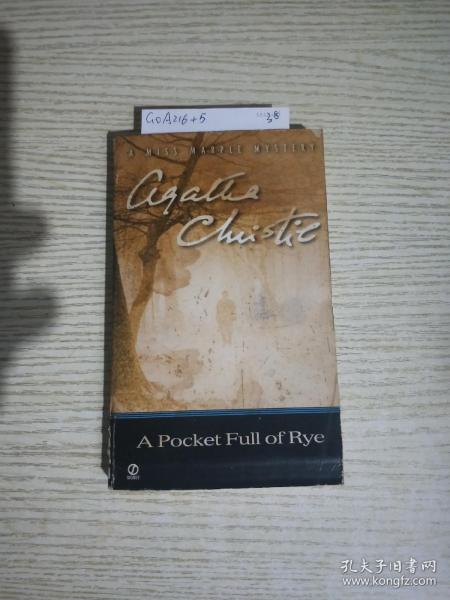 GDA216+5
A MISS MARPLE MYSTERY
Agatha
Christie
A Pocket Full of Rye
SIGNET
孔夫子旧书网
www.kongfz.com